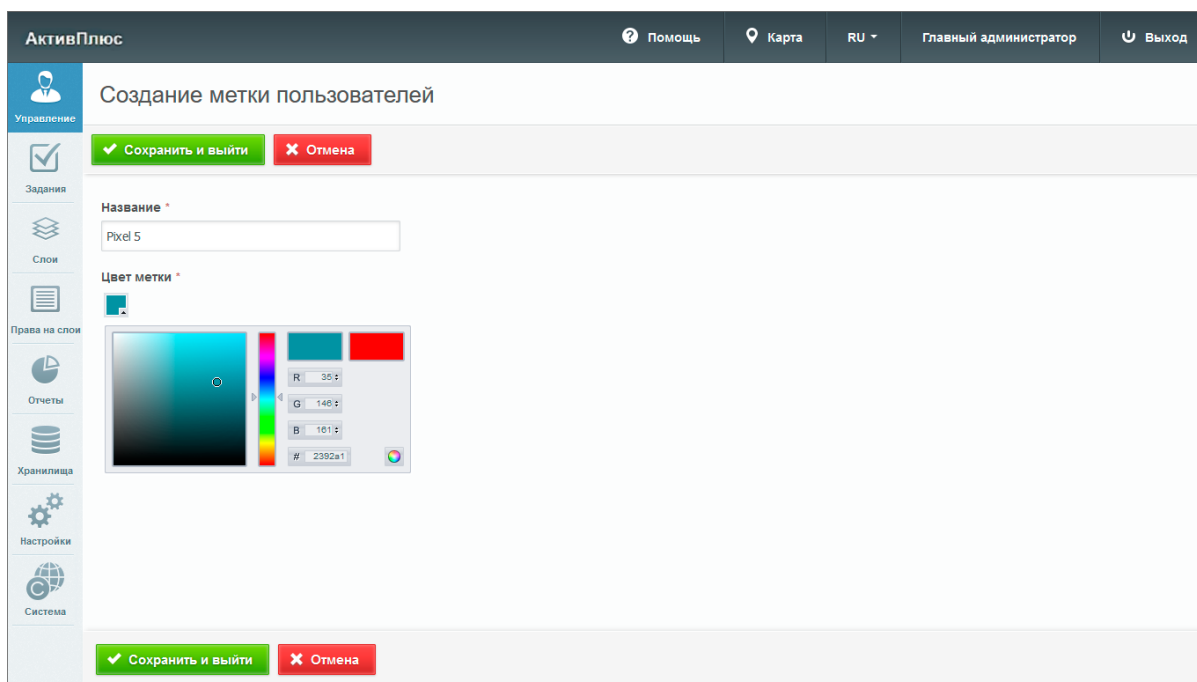 АктивПлюс
Помощь
Карта
RU
Главный администратор
Выход
Управление
Задания
Слои
Права на слои
Отчеты
Хранилища
Настройки
Система
Создание метки пользователей
Сохранить и выйти
Отмена
Название *
Pixel 5
Цвет метки *
R 35
G 146
B 161
# 2392a1
Сохранить и выйти
Отмена